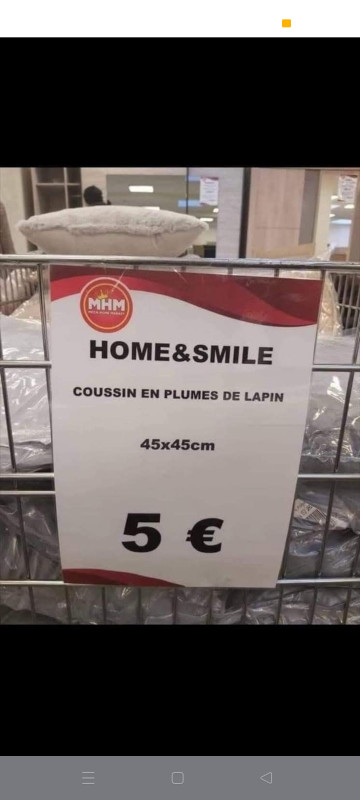 MHM
HOME&SMILE
COUSSIN EN PLUMES DE LAPIN
45x45cm
5 €